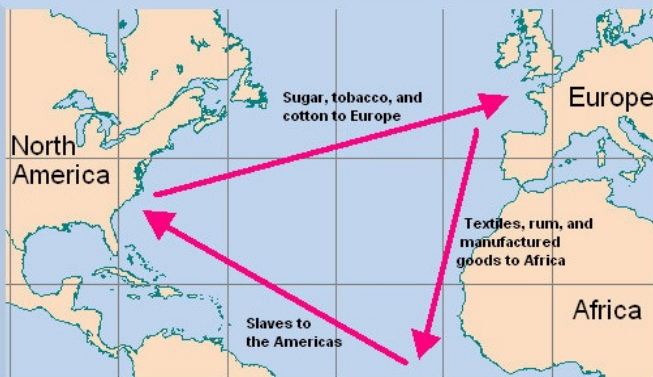 Sugar, tobacco, and
cotton to Europe
Europe
North
America
Textiles, rum, and
manufactured
goods to Africa
Africa
Slaves to
the Americas